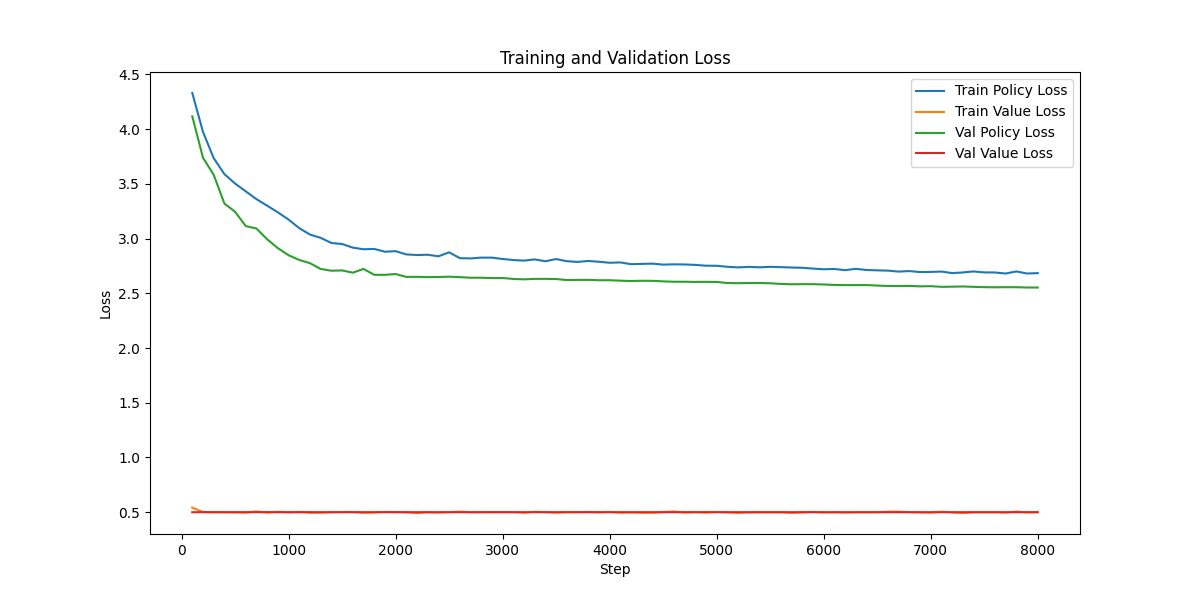 Training and Validation Loss
4.5
4.0
3.5
3.0
2.5
2.0
1.5
1.0
0.5
Loss
Train Policy Loss
Train Value Loss
Val Policy Loss
Val Value Loss
0 1000 2000 3000 4000 5000 6000 7000 8000
Step